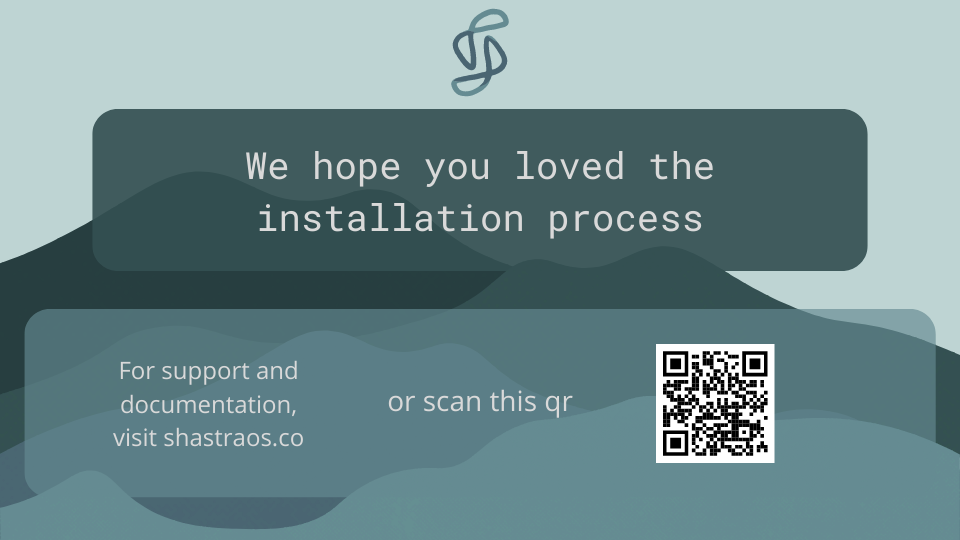 We hope you loved the
installation process
For support and
documentation,
visit shastraos.co
or scan this qr